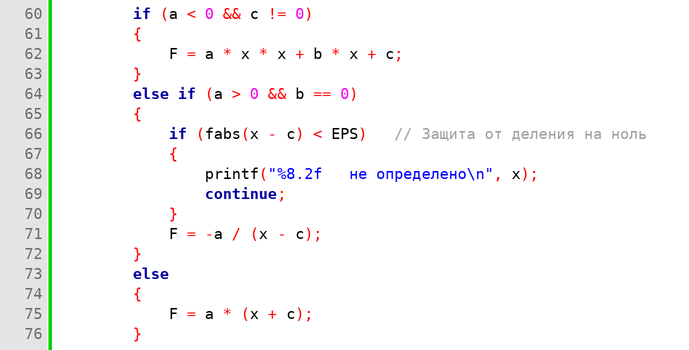 60 if (a < 0 && c != 0)
61 {
62 F = a * x * x + b * x + c;
63 }
64 else if (a > 0 && b == 0)
65 {
66 if (fabs(x - c) < EPS) // Защита от деления на ноль
67 {
68 printf("%8.2f   не определено\n", x);
69 continue;
70 }
71 F = -a / (x - c);
72 }
73 else
74 {
75 F = a * (x + c);
76 }